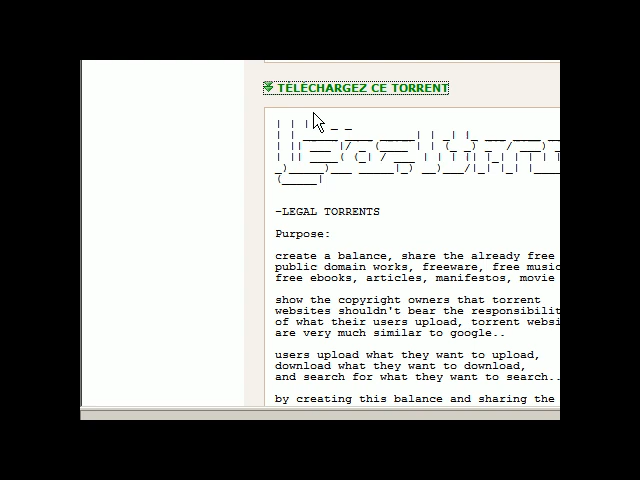 TÉLÉCHARGEZ CE TORRENT
-LEGAL TORRENTS
Purpose:
create a balance, share the already free
public domain works, freeware, free music
free ebooks, articles, manifestos, movie
show the copyright owners that torrent
websites shouldn't bear the responsibilit
of what their users upload, torrent websi
are very much similar to google..
users upload what they want to upload,
download what they want to download,
and search for what they want to search..
by creating this balance and sharing the